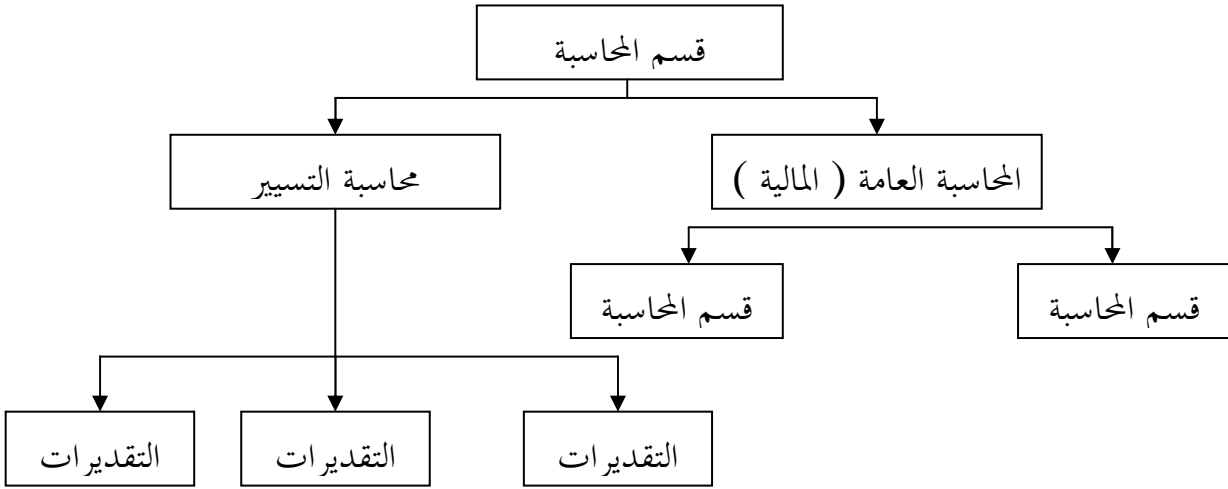 قسم المحاسبة
المحاسبة العامة ( المالية )
محاسبة التسيير
قسم المحاسبة
قسم المحاسبة
التقديرات
التقديرات
التقديرات